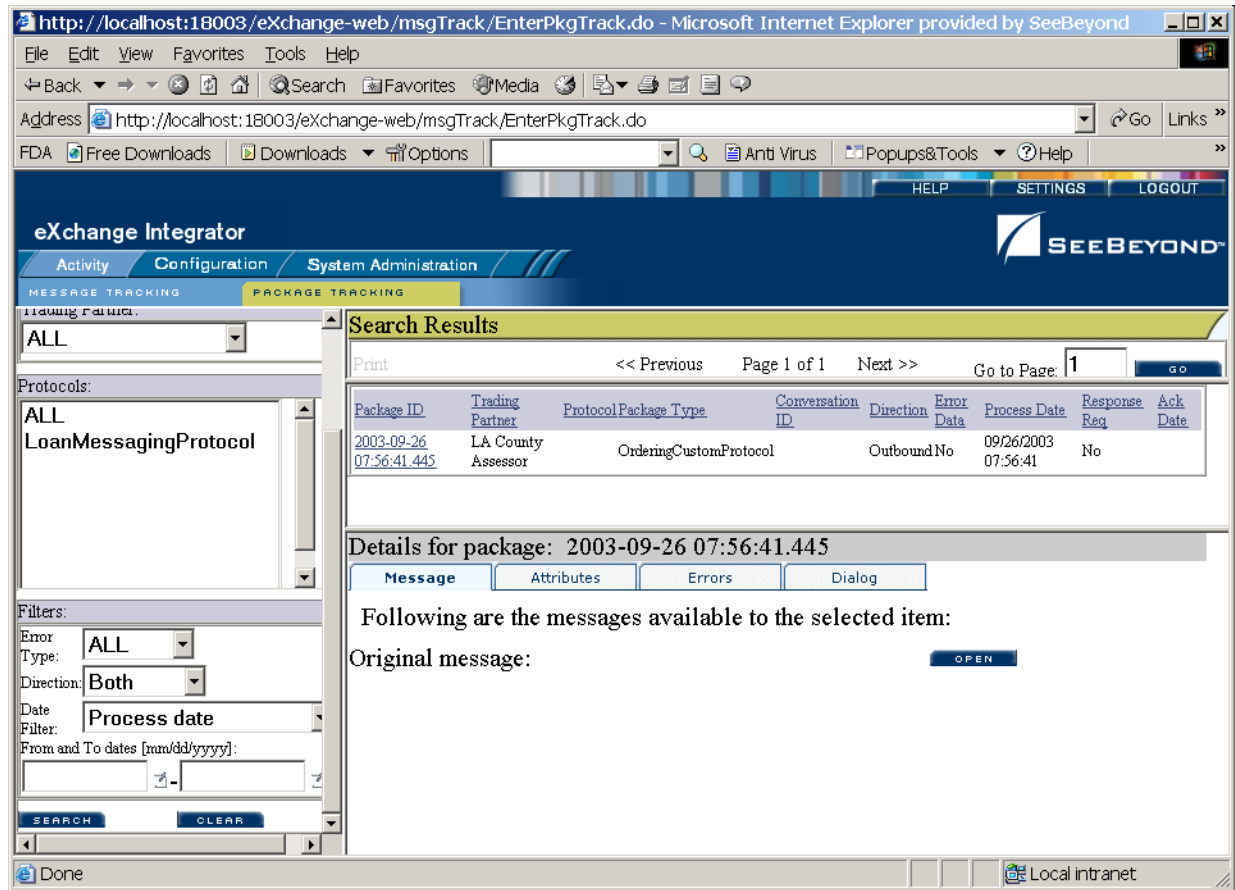 http://localhost:18003/eXchange-web/msgTrack/EnterPkgTrack.do - Microsoft Internet Explorer provided by SeeBeyond
File Edit View Favorites Tools Help
Back Search Favorites Media
Address http://localhost:18003/eXchange-web/msgTrack/EnterPkgTrack.do Go Links »
FDA Free Downloads Downloads Options Anti Virus Popups&Tools Help »
HELP SETTINGS LOGOUT
eXchange Integrator
SEEBEYOND™
Activity Configuration System Administration
MESSAGE TRACKING PACKAGE TRACKING
Trading Partner:
ALL
Protocols:
ALL
LoanMessagingProtocol
Filters:
Error Type: ALL
Direction: Both
Date Filter: Process date
From and To dates [mm/dd/yyyy]:
-
SEARCH CLEAR
Search Results
Print << Previous Page 1 of 1 Next >> Go to Page: 1 GO
Package ID Trading Partner Protocol Package Type Conversation ID Direction Error Data Process Date Response Req Ack Date
2003-09-26 07:56:41.445 LA County Assessor OrderingCustomProtocol Outbound No 09/26/2003 07:56:41 No
Details for package: 2003-09-26 07:56:41.445
Message Attributes Errors Dialog
Following are the messages available to the selected item:
Original message: OPEN
Done Local intranet